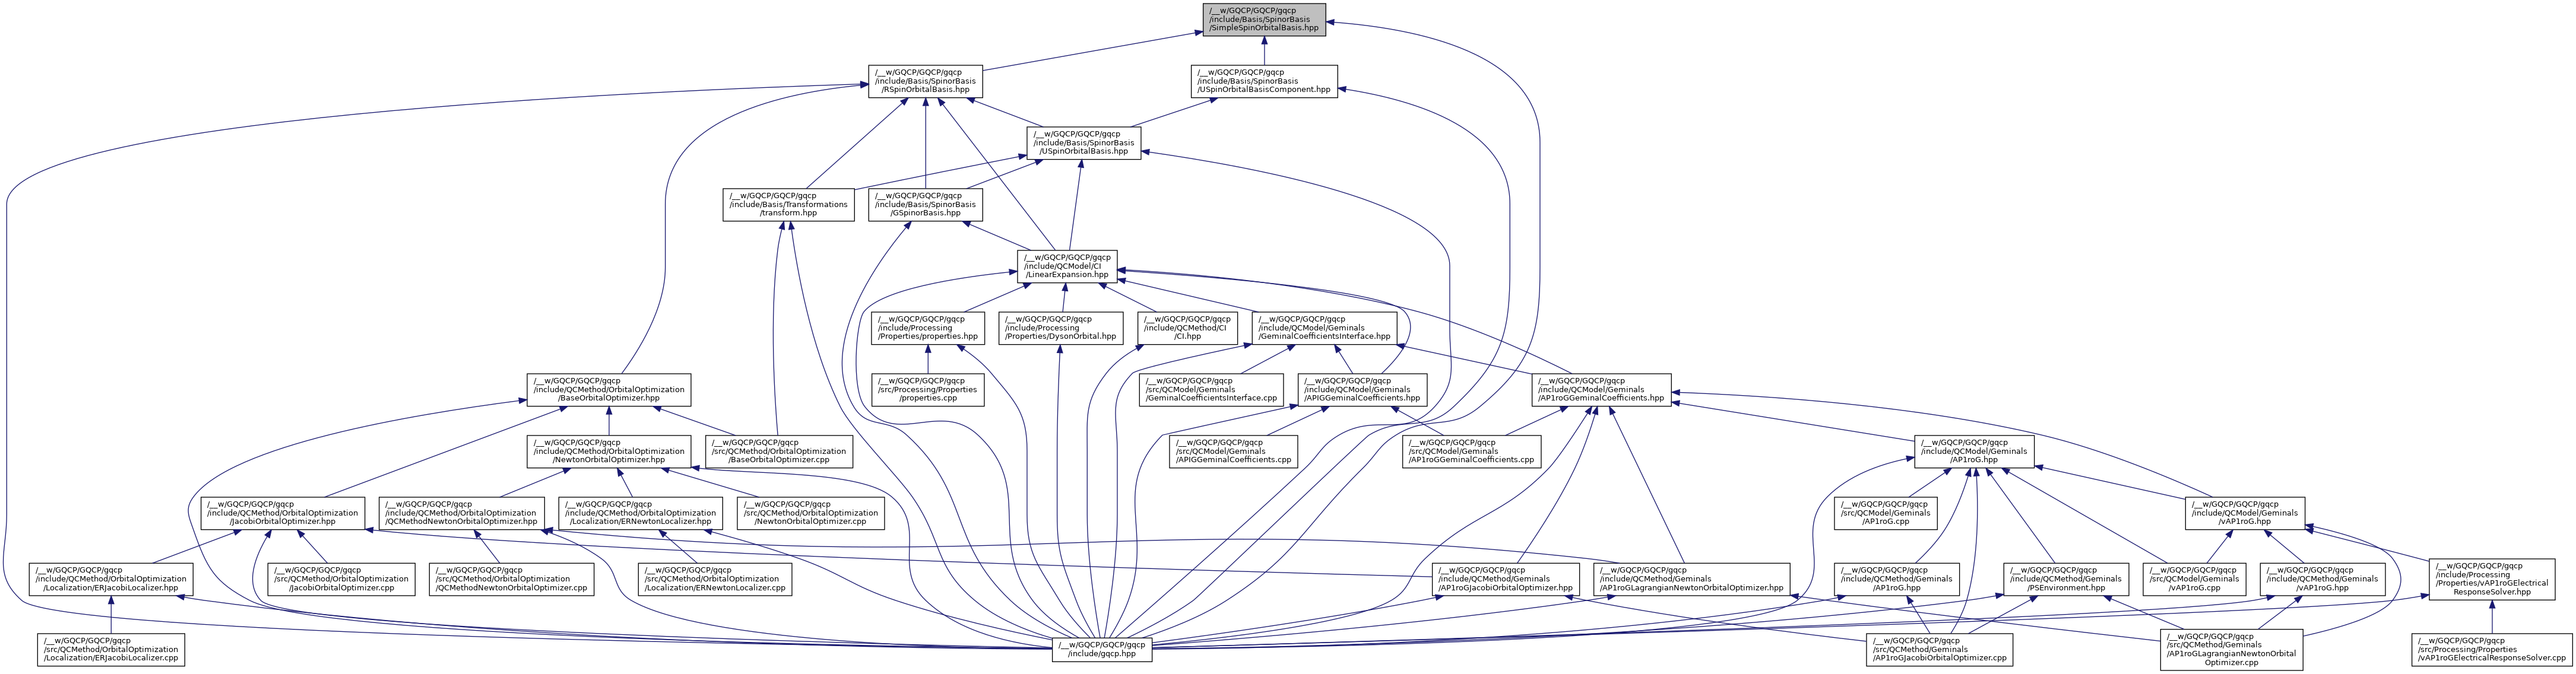 /__w/GQCP/GQCP/gqcp
/include/Basis/SpinorBasis
/SimpleSpinOrbitalBasis.hpp
/__w/GQCP/GQCP/gqcp
/include/Basis/SpinorBasis
/RSpinOrbitalBasis.hpp
/__w/GQCP/GQCP/gqcp
/include/Basis/SpinorBasis
/USpinOrbitalBasisComponent.hpp
/__w/GQCP/GQCP/gqcp
/include/Basis/SpinorBasis
/USpinOrbitalBasis.hpp
/__w/GQCP/GQCP/gqcp
/include/Basis/Transformations
/transform.hpp
/__w/GQCP/GQCP/gqcp
/include/Basis/SpinorBasis
/GSpinorBasis.hpp
/__w/GQCP/GQCP/gqcp
/include/QCModel/CI
/LinearExpansion.hpp
/__w/GQCP/GQCP/gqcp
/include/Processing
/Properties/properties.hpp
/__w/GQCP/GQCP/gqcp
/include/Processing
/Properties/DysonOrbital.hpp
/__w/GQCP/GQCP/gqcp
/include/QCMethod/CI
/CI.hpp
/__w/GQCP/GQCP/gqcp
/include/QCModel/Geminals
/GeminalCoefficientsInterface.hpp
/__w/GQCP/GQCP/gqcp
/include/QCMethod/OrbitalOptimization
/BaseOrbitalOptimizer.hpp
/__w/GQCP/GQCP/gqcp
/src/Processing/Properties
/properties.cpp
/__w/GQCP/GQCP/gqcp
/src/QCModel/Geminals
/GeminalCoefficientsInterface.cpp
/__w/GQCP/GQCP/gqcp
/include/QCModel/Geminals
/APIGGeminalCoefficients.hpp
/__w/GQCP/GQCP/gqcp
/include/QCModel/Geminals
/AP1roGGeminalCoefficients.hpp
/__w/GQCP/GQCP/gqcp
/include/QCMethod/OrbitalOptimization
/NewtonOrbitalOptimizer.hpp
/__w/GQCP/GQCP/gqcp
/src/QCMethod/OrbitalOptimization
/BaseOrbitalOptimizer.cpp
/__w/GQCP/GQCP/gqcp
/src/QCModel/Geminals
/APIGGeminalCoefficients.cpp
/__w/GQCP/GQCP/gqcp
/src/QCModel/Geminals
/AP1roGGeminalCoefficients.cpp
/__w/GQCP/GQCP/gqcp
/include/QCModel/Geminals
/AP1roG.hpp
/__w/GQCP/GQCP/gqcp
/include/QCMethod/OrbitalOptimization
/JacobiOrbitalOptimizer.hpp
/__w/GQCP/GQCP/gqcp
/include/QCMethod/OrbitalOptimization
/QCMethodNewtonOrbitalOptimizer.hpp
/__w/GQCP/GQCP/gqcp
/include/QCMethod/OrbitalOptimization
/Localization/ERNewtonLocalizer.hpp
/__w/GQCP/GQCP/gqcp
/src/QCMethod/OrbitalOptimization
/NewtonOrbitalOptimizer.cpp
/__w/GQCP/GQCP/gqcp
/src/QCModel/Geminals
/AP1roG.cpp
/__w/GQCP/GQCP/gqcp
/include/QCModel/Geminals
/vAP1roG.hpp
/__w/GQCP/GQCP/gqcp
/include/QCMethod/OrbitalOptimization
/Localization/ERJacobiLocalizer.hpp
/__w/GQCP/GQCP/gqcp
/src/QCMethod/OrbitalOptimization
/JacobiOrbitalOptimizer.cpp
/__w/GQCP/GQCP/gqcp
/src/QCMethod/OrbitalOptimization
/QCMethodNewtonOrbitalOptimizer.cpp
/__w/GQCP/GQCP/gqcp
/src/QCMethod/OrbitalOptimization
/Localization/ERNewtonLocalizer.cpp
/__w/GQCP/GQCP/gqcp
/include/QCMethod/Geminals
/AP1roGJacobiOrbitalOptimizer.hpp
/__w/GQCP/GQCP/gqcp
/include/QCMethod/Geminals
/AP1roGLagrangianNewtonOrbitalOptimizer.hpp
/__w/GQCP/GQCP/gqcp
/include/QCMethod/Geminals
/AP1roG.hpp
/__w/GQCP/GQCP/gqcp
/include/QCMethod/Geminals
/PSEnvironment.hpp
/__w/GQCP/GQCP/gqcp
/src/QCModel/Geminals
/vAP1roG.cpp
/__w/GQCP/GQCP/gqcp
/include/QCMethod/Geminals
/vAP1roG.hpp
/__w/GQCP/GQCP/gqcp
/include/Processing
/Properties/vAP1roGElectrical
ResponseSolver.hpp
/__w/GQCP/GQCP/gqcp
/src/QCMethod/OrbitalOptimization
/Localization/ERJacobiLocalizer.cpp
/__w/GQCP/GQCP/gqcp
/include/gqcp.hpp
/__w/GQCP/GQCP/gqcp
/src/QCMethod/Geminals
/AP1roGJacobiOrbitalOptimizer.cpp
/__w/GQCP/GQCP/gqcp
/src/QCMethod/Geminals
/AP1roGLagrangianNewtonOrbital
Optimizer.cpp
/__w/GQCP/GQCP/gqcp
/src/Processing/Properties
/vAP1roGElectricalResponseSolver.cpp